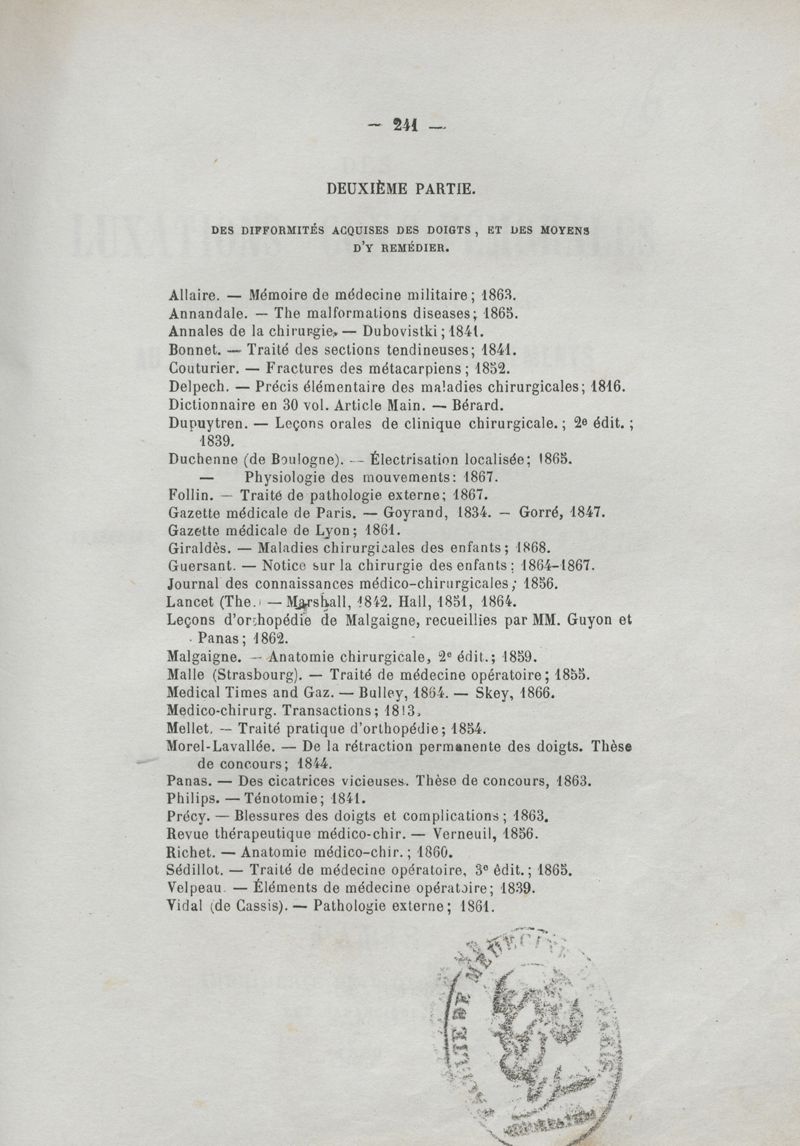 — 241 —
DEUXIÈME PARTIE.
DES DIFFORMITÉS ACQUISES DES DOIGTS, ET DES MOYENS
D'Y REMÉDIER.
Allaire. — Mémoire de médecine militaire; 1863.
Annandale. — The malformations diseases; 1865.
Annales de la chirurgie. — Dubovistki; 1841.
Bonnet. — Traité des sections tendineuses; 1841.
Couturier. — Fractures des métacarpiens; 1852.
Delpech. — Précis élémentaire des maladies chirurgicales; 1816.
Dictionnaire en 30 vol. Article Main. — Bérard.
Dupuytren. — Leçons orales de clinique chirurgicale.; 2e édit.;
1839.
Duchenne (de Boulogne). — Électrisation localisée; 1865.
— Physiologie des mouvements: 1867.
Follin. — Traité de pathologie externe; 1867.
Gazette médicale de Paris. — Goyrand, 1834. — Gorré, 1847.
Gazette médicale de Lyon; 1861.
Giraldès. — Maladies chirurgicales des enfants; 1868.
Guersant. — Notice sur la chirurgie des enfants; 1864-1867.
Journal des connaissances médico-chirurgicales; 1856.
Lancet (The.) — Marshall, 1842. Hall, 1851, 1864.
Leçons d'orthopédie de Malgaigne, recueillies par MM. Guyon et
Panas; 1862.
Malgaigne. — Anatomie chirurgicale, 2e édit.; 1859.
Malle (Strasbourg). — Traité de médecine opératoire; 1855.
Medical Times and Gaz. — Bulley, 1864. — Skey, 1866.
Medico-chirurg. Transactions; 1813.
Mellet. — Traité pratique d'orthopédie; 1854.
Morel-Lavallée. — De la rétraction permanente des doigts. Thèse
de concours; 1844.
Panas. — Des cicatrices vicieuses. Thèse de concours, 1863.
Philips. — Ténotomie; 1841.
Précy. — Blessures des doigts et complications; 1863.
Revue thérapeutique médico-chir. — Verneuil, 1856.
Richet. — Anatomie médico-chir.; 1860.
Sédillot. — Traité de médecine opératoire, 3e édit.; 1865.
Velpeau. — Éléments de médecine opératoire; 1839.
Vidal (de Cassis). — Pathologie externe; 1861.
DE MÉDECINE